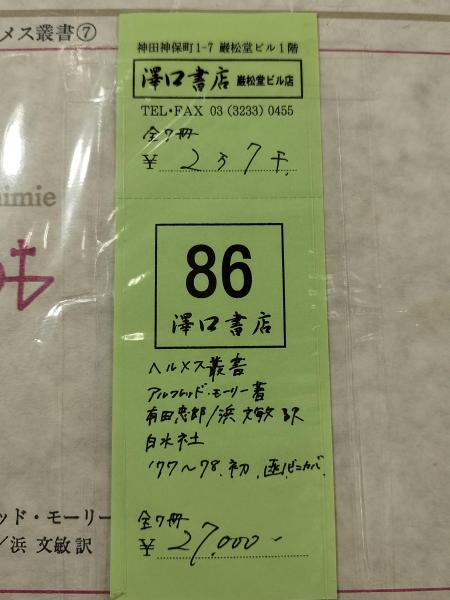 メス叢書⑦
神田神保町1-7 巖松堂ビル1階
澤口書店 巖松堂ビル店
TEL・FAX 03 (3233) 0455
全7冊
¥ 2万7千.
imie
86
澤口書店
ヘルメス叢書
アルフレッド・モーリー著
有田忠郎/浜 文敏 訳
白水社
'77〜78. 初. 函.ビニカバ.
ッド・モーリー
/浜 文敏 訳
全7冊
¥ 27,000-